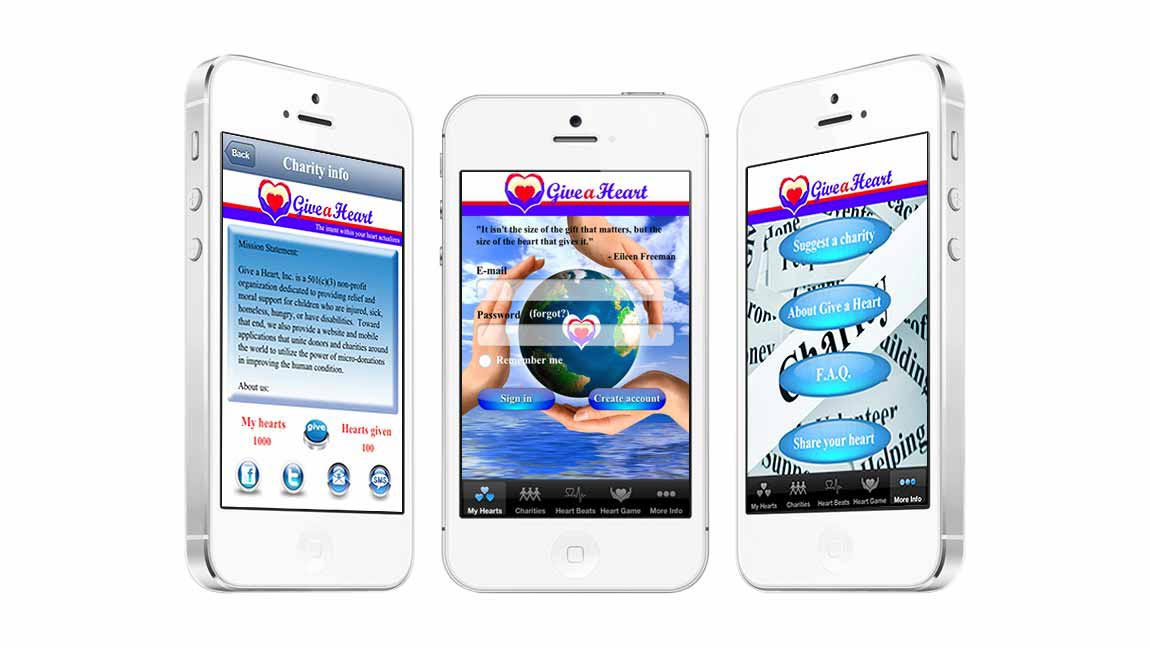 Back
Charity info
Give a Heart
The intent within your heart actualizes
Mission Statement:
Give a Heart, Inc. is a 501(c)(3) non-profit
organization dedicated to providing relief and
moral support for children who are injured, sick,
homeless, hungry, or have disabilities. Toward
that end, we also provide a website and mobile
applications that unite donors and charities around
the world to utilize the power of micro-donations
in improving the human condition.
About us:
My hearts
1000
give
Hearts given
100
SMS
Give a Heart
"It isn't the size of the gift that matters, but the
size of the heart that gives it."
- Eileen Freeman
E-mail
Password (forgot?)
Remember me
Sign in
Create account
My Hearts
Charities
Heart Beats
Heart Game
More Info
Give a Heart
Suggest a charity
About Give a Heart
Charity
F.A.Q.
Volunteer
Share your heart
Helping
My Hearts
Charities
Heart Beats
Heart Game
More Info